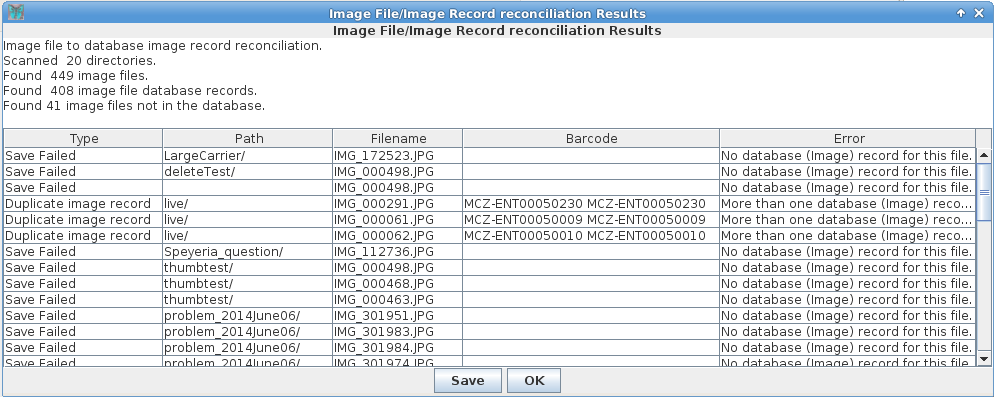 Image File/Image Record reconciliation Results
Image File/Image Record reconciliation Results
Image file to database image record reconciliation.
Scanned  20 directories.
Found  449 image files.
Found  408 image file database records.
Found 41 image files not in the database.
Type Path Filename Barcode Error
Save Failed LargeCarrier/ IMG_172523.JPG No database (Image) record for this file.
Save Failed deleteTest/ IMG_000498.JPG No database (Image) record for this file.
Save Failed IMG_000498.JPG No database (Image) record for this file.
Duplicate image record live/ IMG_000291.JPG MCZ-ENT00050230 MCZ-ENT00050230 More than one database (Image) reco...
Duplicate image record live/ IMG_000061.JPG MCZ-ENT00050009 MCZ-ENT00050009 More than one database (Image) reco...
Duplicate image record live/ IMG_000062.JPG MCZ-ENT00050010 MCZ-ENT00050010 More than one database (Image) reco...
Save Failed Speyeria_question/ IMG_112736.JPG No database (Image) record for this file.
Save Failed thumbtest/ IMG_000498.JPG No database (Image) record for this file.
Save Failed thumbtest/ IMG_000468.JPG No database (Image) record for this file.
Save Failed thumbtest/ IMG_000463.JPG No database (Image) record for this file.
Save Failed problem_2014June06/ IMG_301951.JPG No database (Image) record for this file.
Save Failed problem_2014June06/ IMG_301983.JPG No database (Image) record for this file.
Save Failed problem_2014June06/ IMG_301984.JPG No database (Image) record for this file.
Save Failed problem_2014June06/ IMG_301974.JPG No database (Image) record for this file.
Save OK